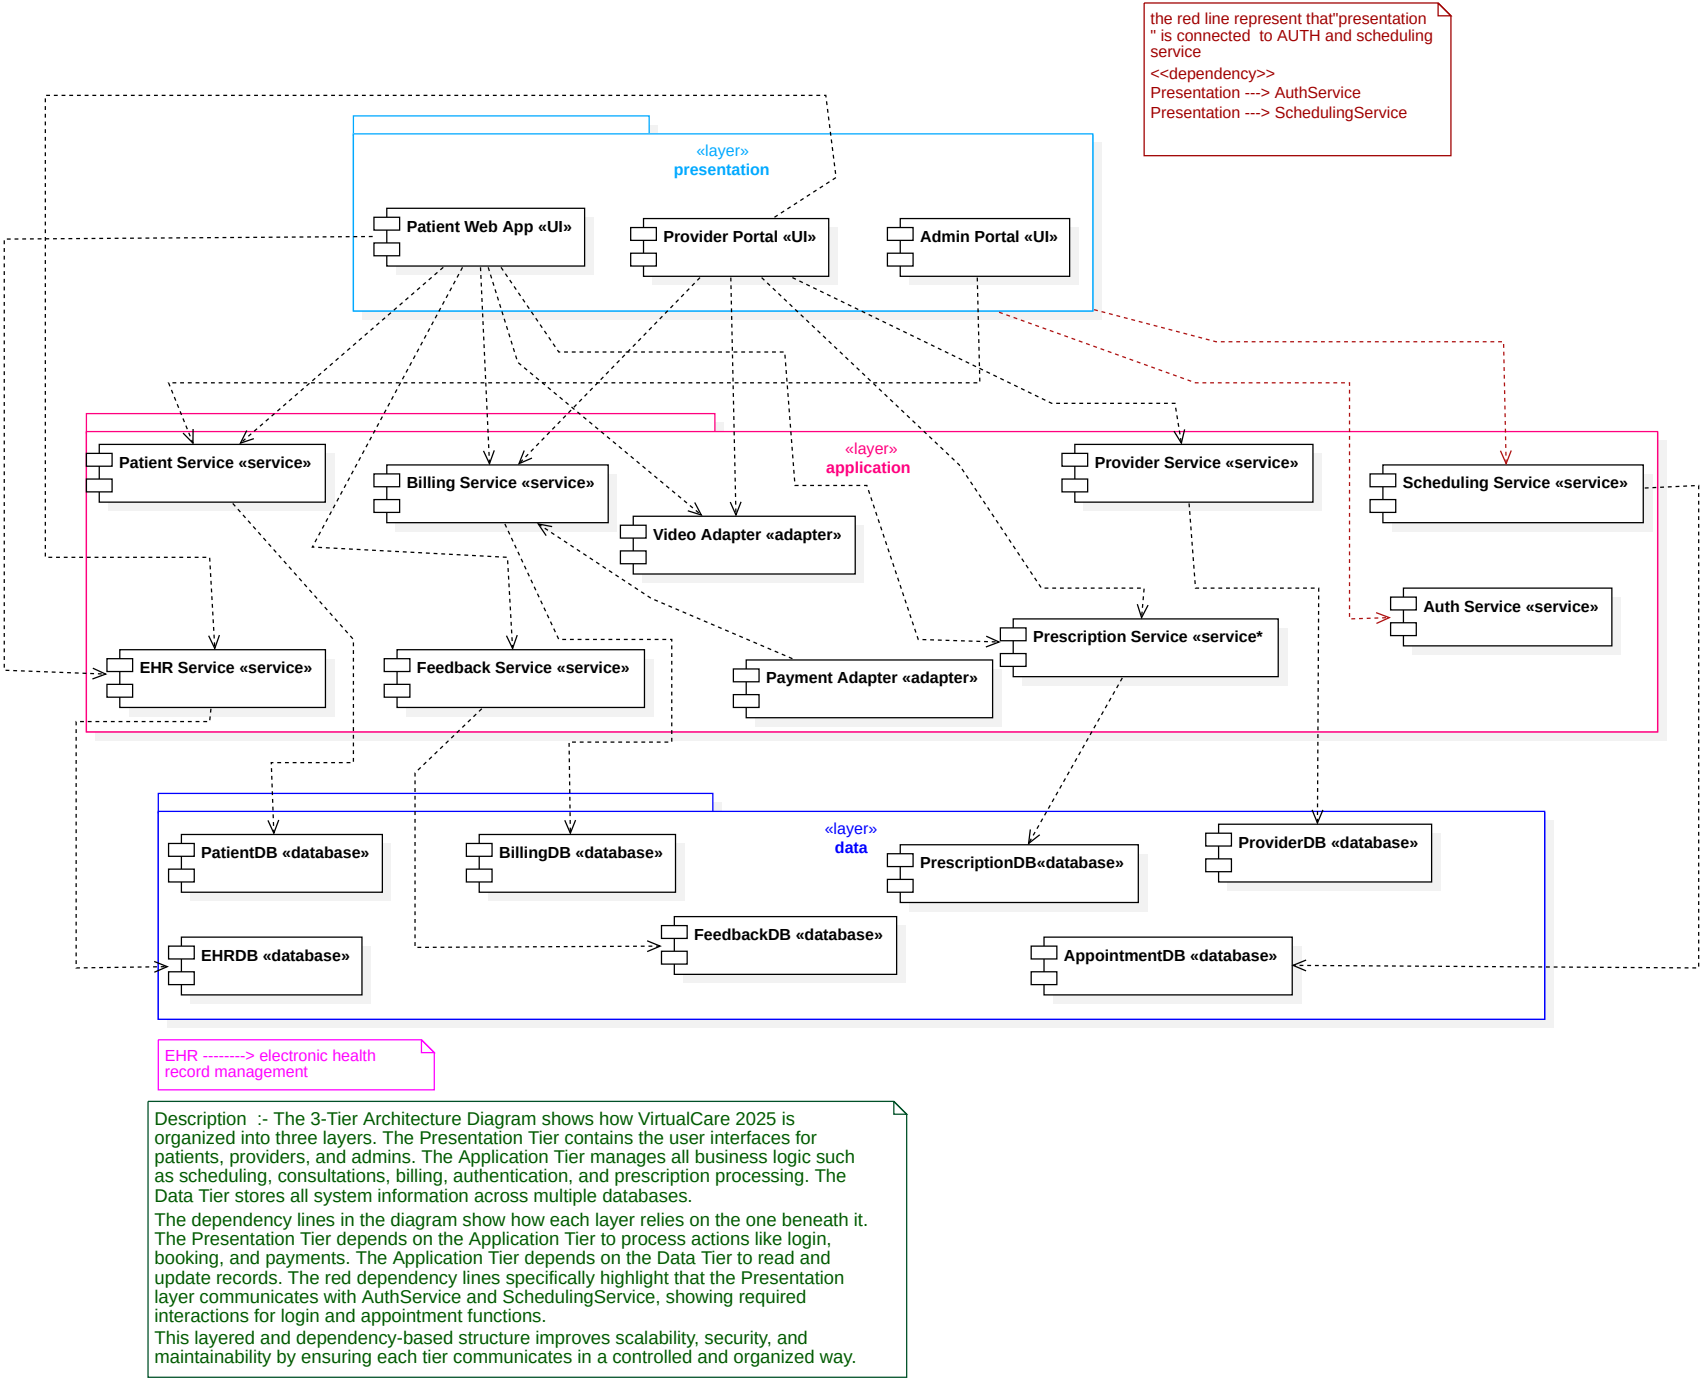 the red line represent that"presentation
" is connected  to AUTH and scheduling
service
<<dependency>>
Presentation ---> AuthService
Presentation ---> SchedulingService
«layer»
presentation
Patient Web App «UI»
Provider Portal «UI»
Admin Portal «UI»
«layer»
application
Patient Service «service»
Billing Service «service»
Video Adapter «adapter»
Provider Service «service»
Scheduling Service «service»
Auth Service «service»
Prescription Service «service*
EHR Service «service»
Feedback Service «service»
Payment Adapter «adapter»
«layer»
data
PatientDB «database»
BillingDB «database»
PrescriptionDB«database»
ProviderDB «database»
EHRDB «database»
FeedbackDB «database»
AppointmentDB «database»
EHR --------> electronic health
record management
Description  :- The 3-Tier Architecture Diagram shows how VirtualCare 2025 is
organized into three layers. The Presentation Tier contains the user interfaces for
patients, providers, and admins. The Application Tier manages all business logic such
as scheduling, consultations, billing, authentication, and prescription processing. The
Data Tier stores all system information across multiple databases.
The dependency lines in the diagram show how each layer relies on the one beneath it.
The Presentation Tier depends on the Application Tier to process actions like login,
booking, and payments. The Application Tier depends on the Data Tier to read and
update records. The red dependency lines specifically highlight that the Presentation
layer communicates with AuthService and SchedulingService, showing required
interactions for login and appointment functions.
This layered and dependency-based structure improves scalability, security, and
maintainability by ensuring each tier communicates in a controlled and organized way.